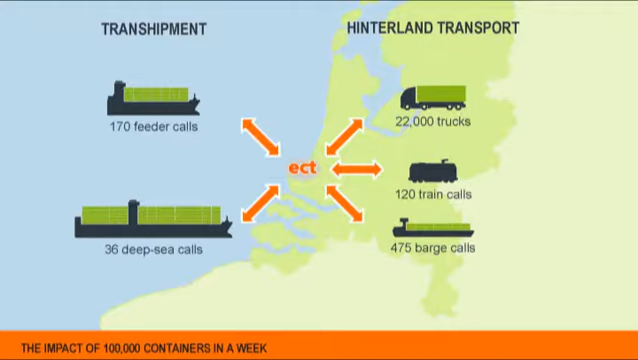 TRANSHIPMENT
170 feeder calls
36 deep-sea calls
ect
HINTERLAND TRANSPORT
22,000 trucks
120 train calls
475 barge calls
THE IMPACT OF 100,000 CONTAINERS IN A WEEK